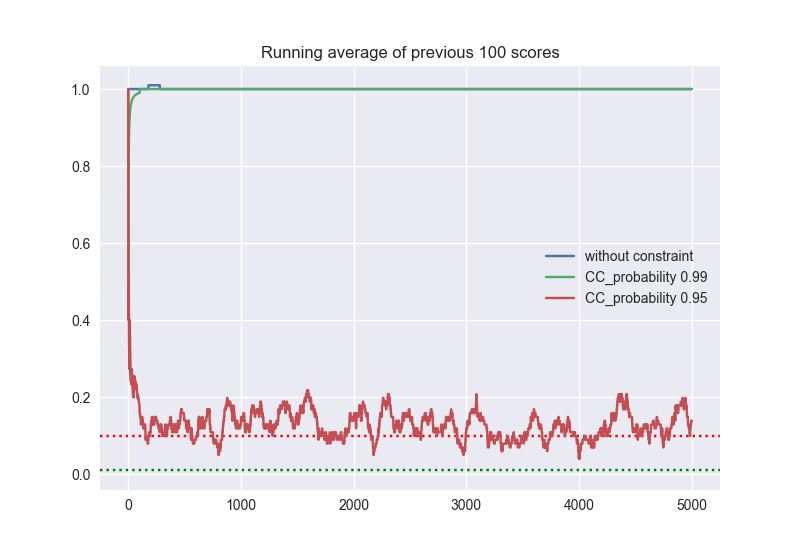 Running average of previous 100 scores
1.0
0.8
0.6
0.4
0.2
0.0
without constraint
CC_probability 0.99
CC_probability 0.95
0 1000 2000 3000 4000 5000